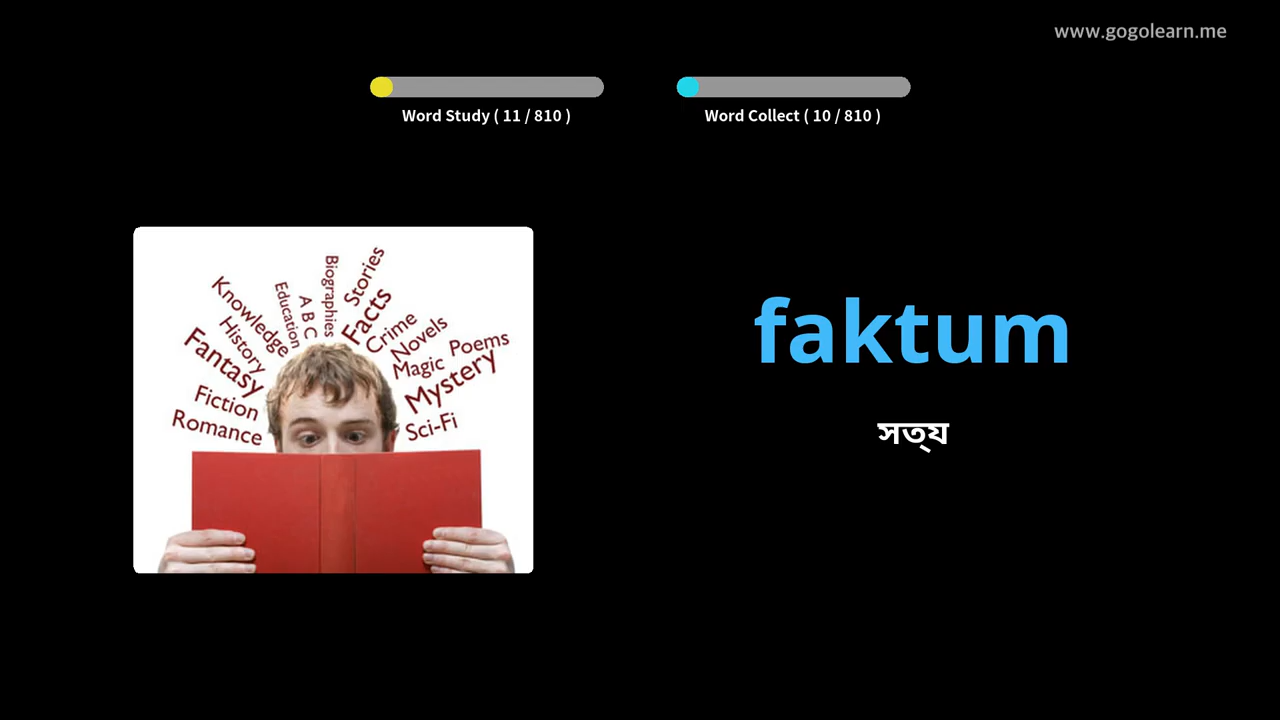 www.gogolearn.me
Word Study ( 11 / 810 )
Word Collect ( 10 / 810 )
Biographies
Stories
Education
A B C
Facts
Knowledge
Crime
History
Novels
Poems
Fantasy
Magic
Mystery
Fiction
Romance
Sci-Fi
faktum
সত্য